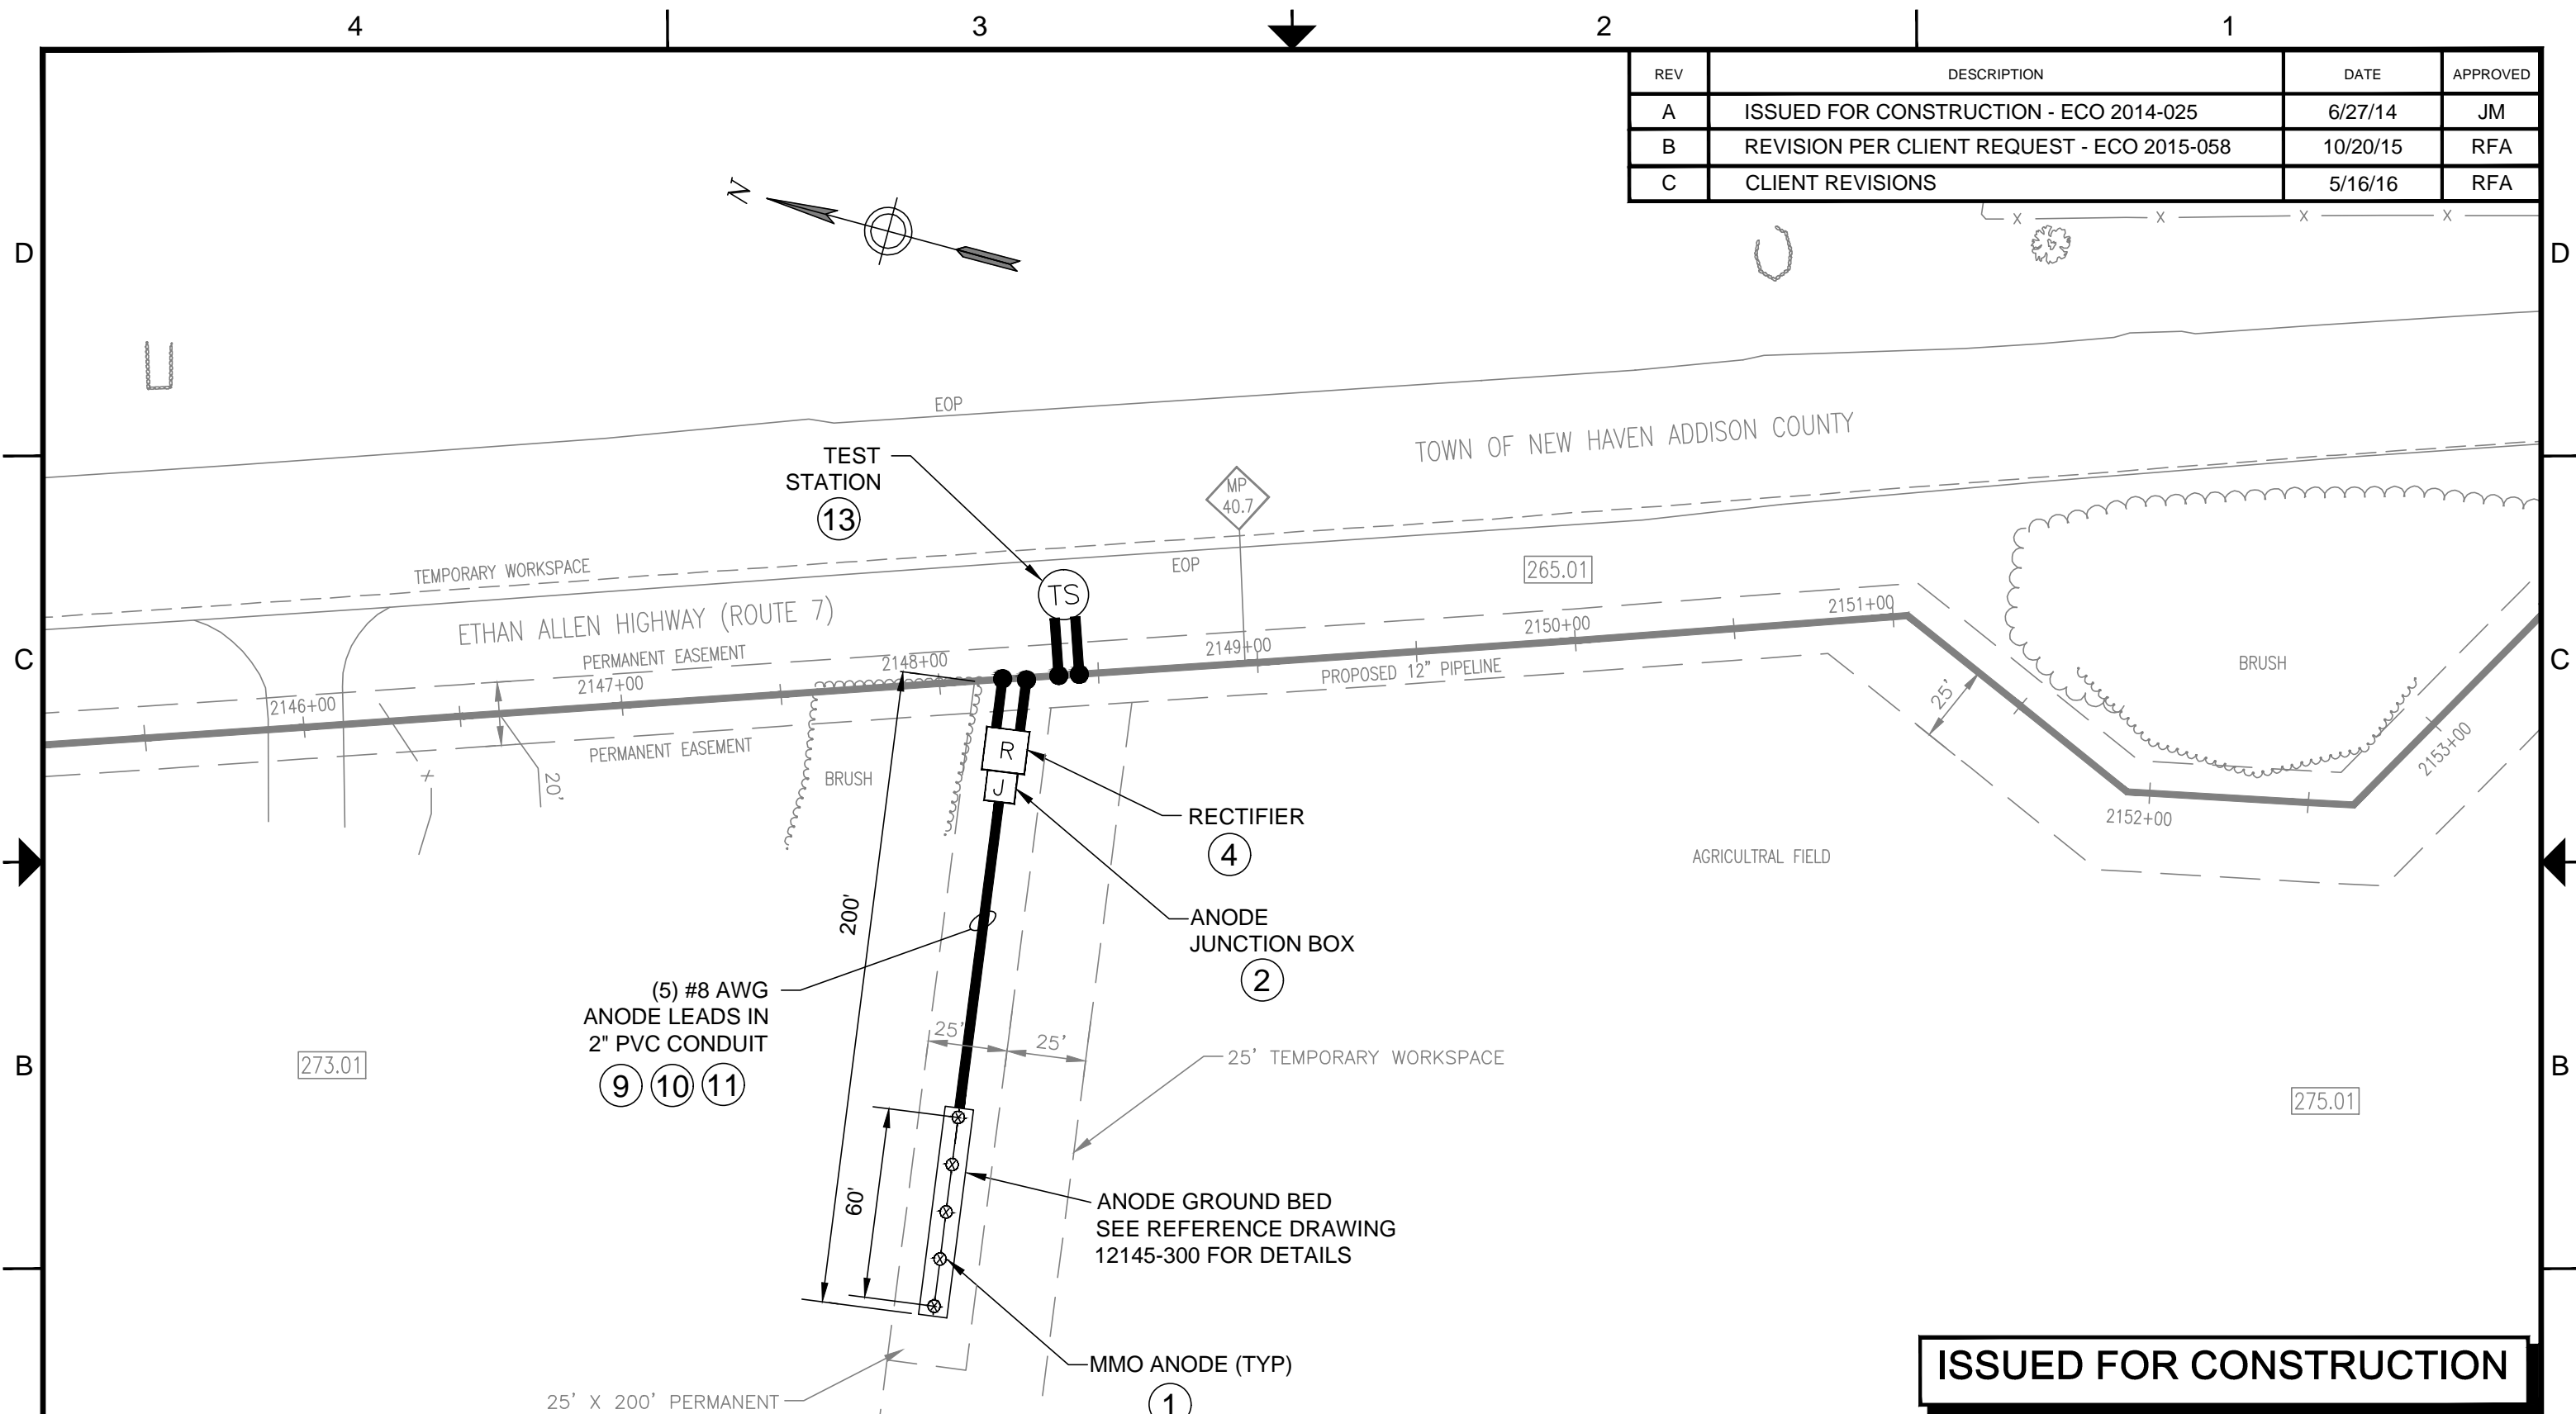 4 3 2 1
REV DESCRIPTION DATE APPROVED
A ISSUED FOR CONSTRUCTION - ECO 2014-025 6/27/14 JM
B REVISION PER CLIENT REQUEST - ECO 2015-058 10/20/15 RFA
C CLIENT REVISIONS 5/16/16 RFA
N
X X X X
D D
EOP
TOWN OF NEW HAVEN ADDISON COUNTY
TEST
STATION
13
MP
40.7
TEMPORARY WORKSPACE
EOP
265.01
TS
ETHAN ALLEN HIGHWAY (ROUTE 7)
2151+00
2150+00
2149+00
C C
PERMANENT EASEMENT
2148+00
PROPOSED 12" PIPELINE
BRUSH
2147+00
2146+00
25'
PERMANENT EASEMENT
R
2153+00
BRUSH
X
20'
J
RECTIFIER
4
2152+00
AGRICULTRAL FIELD
200'
ANODE
JUNCTION BOX
2
(5) #8 AWG
ANODE LEADS IN
2" PVC CONDUIT
9 10 11
25' 25'
25' TEMPORARY WORKSPACE
B B
273.01
275.01
60'
ANODE GROUND BED
SEE REFERENCE DRAWING
12145-300 FOR DETAILS
MMO ANODE (TYP)
1
25' X 200' PERMANENT
ISSUED FOR CONSTRUCTION